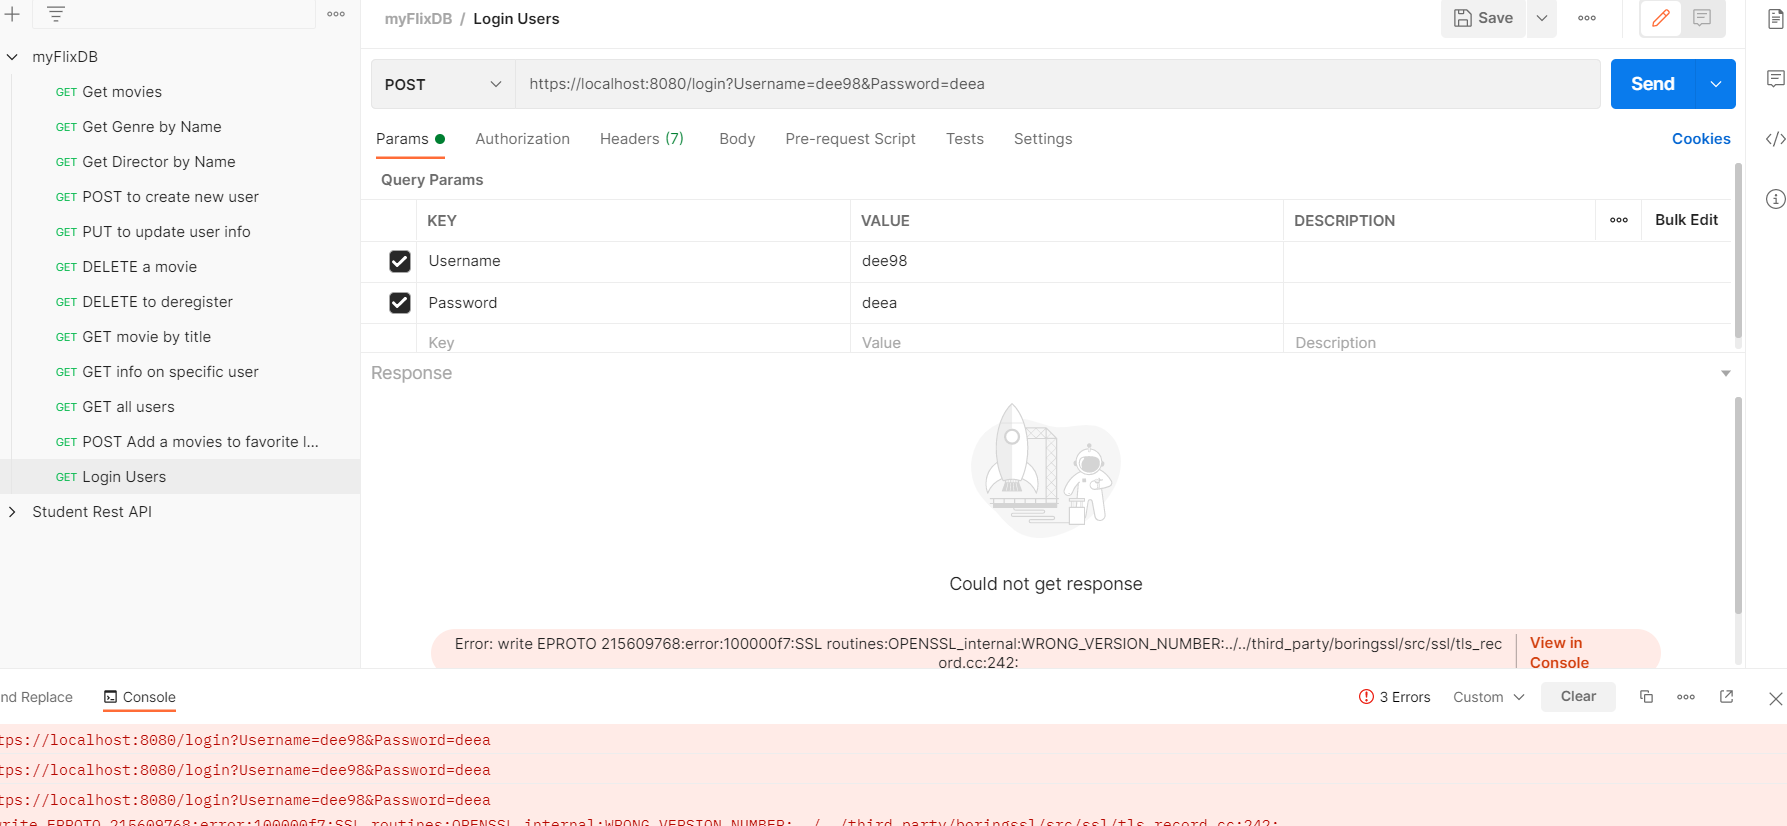 myFlixDB / Login Users
Save
myFlixDB
GET Get movies
GET Get Genre by Name
GET Get Director by Name
GET POST to create new user
GET PUT to update user info
GET DELETE a movie
GET DELETE to deregister
GET GET movie by title
GET GET info on specific user
GET GET all users
GET POST Add a movies to favorite l...
GET Login Users
Student Rest API
POST https://localhost:8080/login?Username=dee98&Password=deea Send
Params Authorization Headers (7) Body Pre-request Script Tests Settings Cookies
Query Params
KEY VALUE DESCRIPTION Bulk Edit
Username dee98
Password deea
Key Value Description
Response
Could not get response
Error: write EPROTO 215609768:error:100000f7:SSL routines:OPENSSL_internal:WRONG_VERSION_NUMBER:../../third_party/boringssl/src/ssl/tls_rec
ord.cc:242:
View in
Console
nd Replace Console 3 Errors Custom Clear
tps://localhost:8080/login?Username=dee98&Password=deea
tps://localhost:8080/login?Username=dee98&Password=deea
tps://localhost:8080/login?Username=dee98&Password=deea
write EPROTO 215609768:error:100000f7:SSL routines:OPENSSL_internal:WRONG_VERSION_NUMBER:../../third_party/boringssl/src/ssl/tls_record.cc:242: